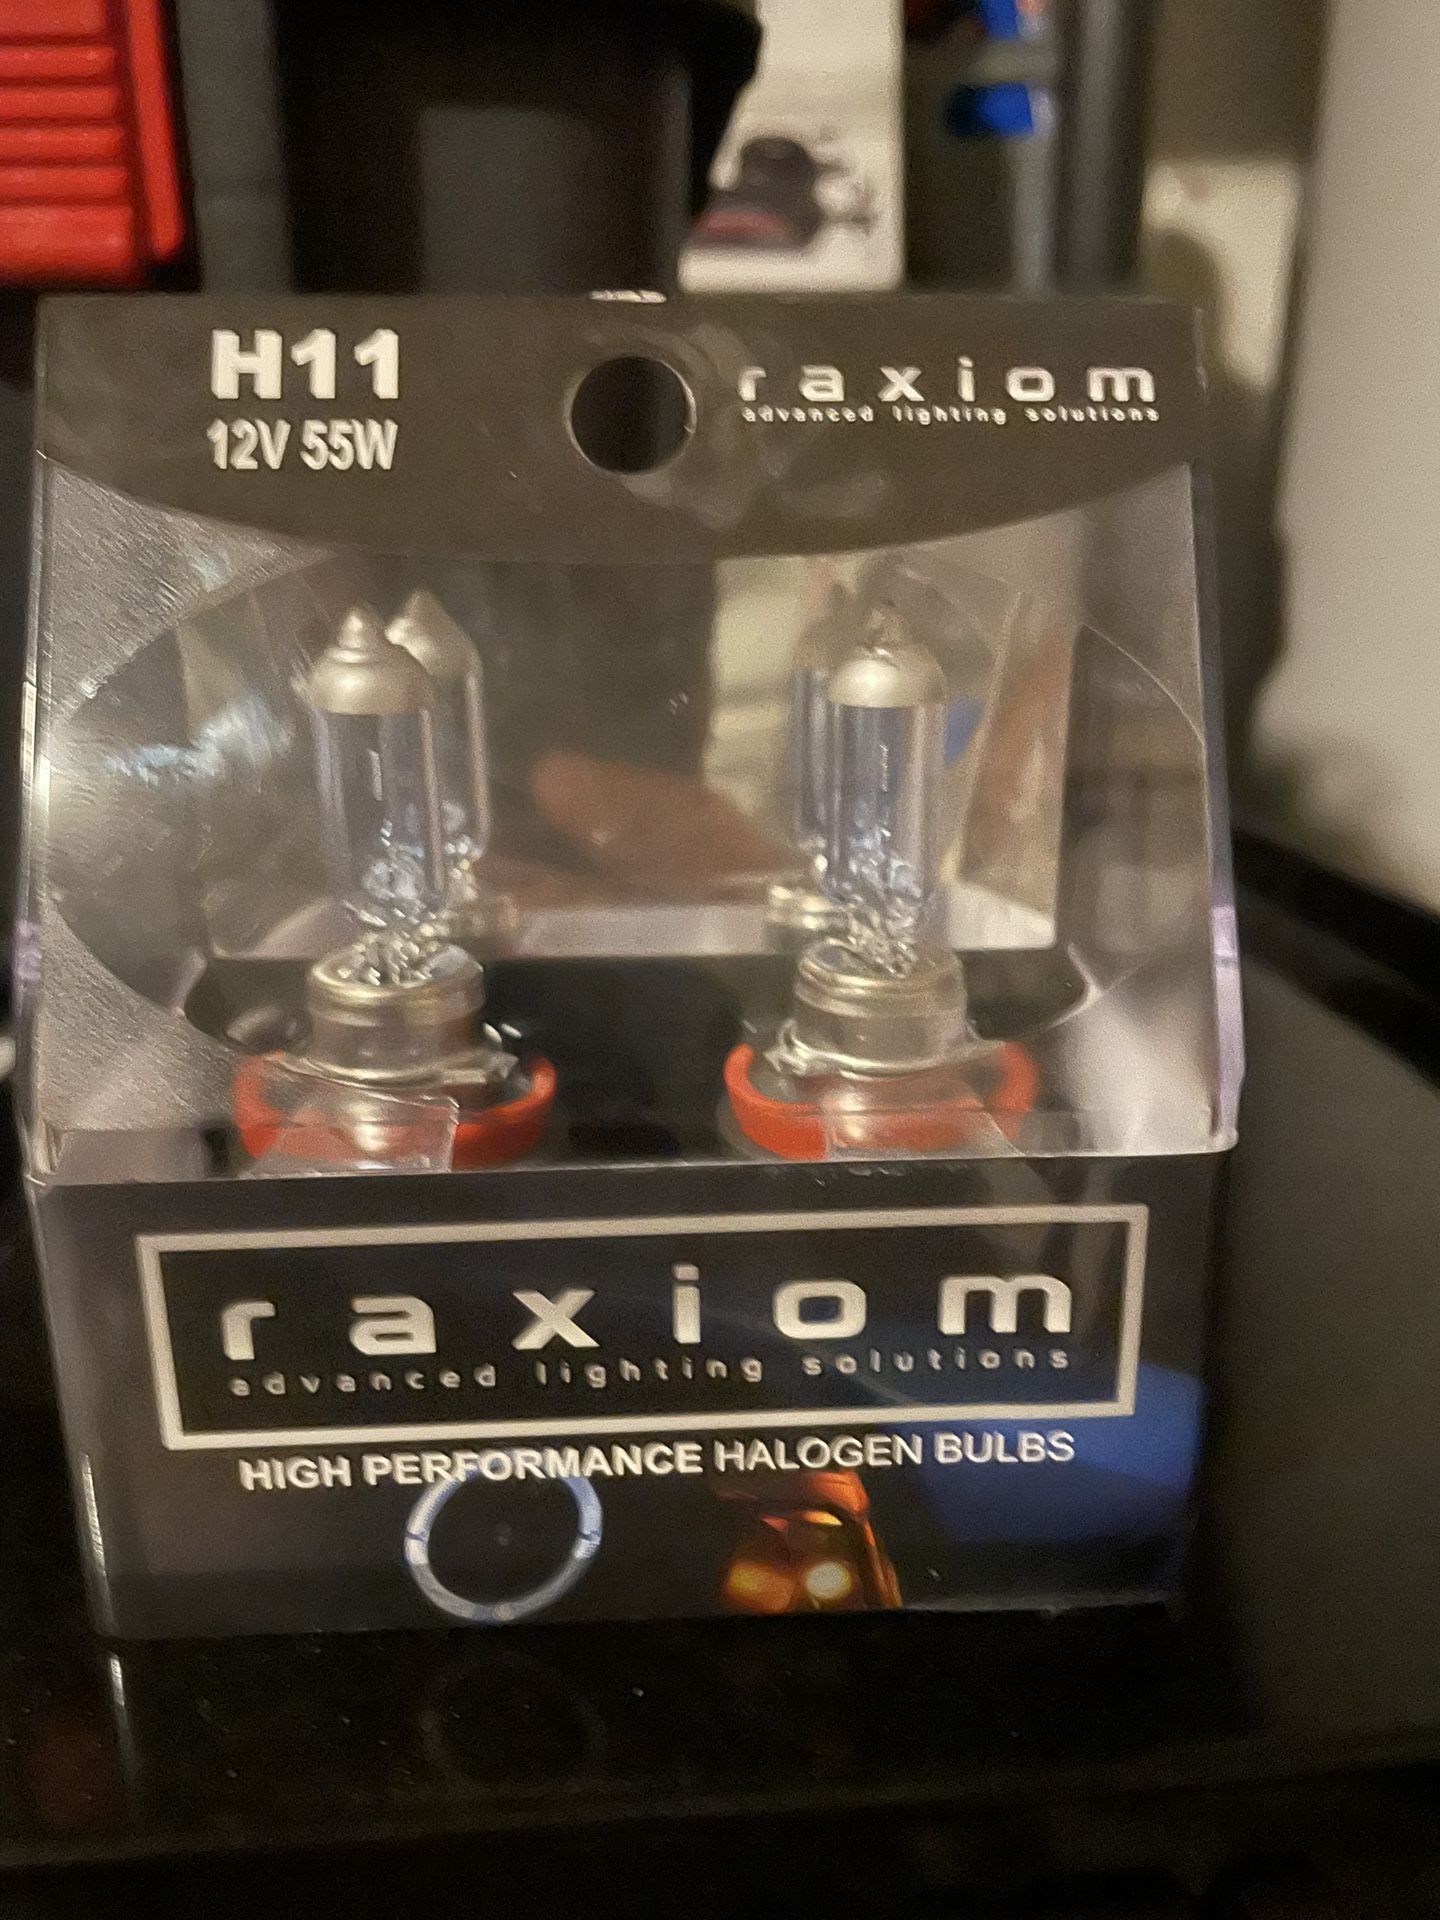 H11
12V 55W
raxiom
advanced lighting solutions
raxiom
advanced lighting solutions
HIGH PERFORMANCE HALOGEN BULBS